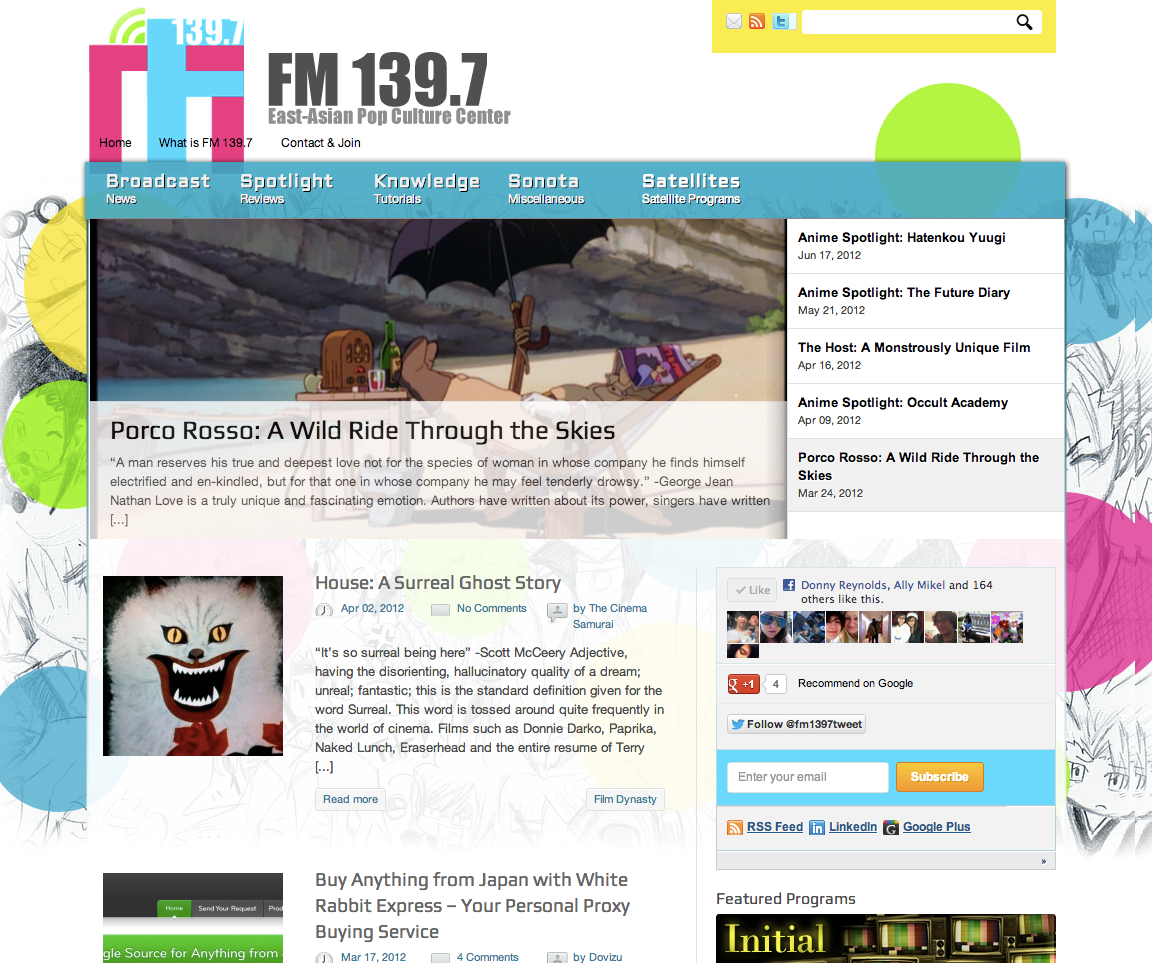 139.7
FM 139.7
East-Asian Pop Culture Center
Home
What is FM 139.7
Contact & Join
Broadcast
News
Spotlight
Reviews
Knowledge
Tutorials
Sonota
Miscellaneous
Satellites
Satellite Programs
Porco Rosso: A Wild Ride Through the Skies
“A man reserves his true and deepest love not for the species of woman in whose company he finds himself
electrified and en-kindled, but for that one in whose company he may feel tenderly drowsy.” -George Jean
Nathan Love is a truly unique and fascinating emotion. Authors have written about its power, singers have written
[...]
Anime Spotlight: Hatenkou Yuugi
Jun 17, 2012
Anime Spotlight: The Future Diary
May 21, 2012
The Host: A Monstrously Unique Film
Apr 16, 2012
Anime Spotlight: Occult Academy
Apr 09, 2012
Porco Rosso: A Wild Ride Through the
Skies
Mar 24, 2012
House: A Surreal Ghost Story
Apr 02, 2012
No Comments
by The Cinema
Samurai
“It’s so surreal being here” -Scott McCeery Adjective,
having the disorienting, hallucinatory quality of a dream;
unreal; fantastic; this is the standard definition given for the
word Surreal. This word is tossed around quite frequently in
the world of cinema. Films such as Donnie Darko, Paprika,
Naked Lunch, Eraserhead and the entire resume of Terry
[...]
Read more
Film Dynasty
Home
Send Your Request
Prod
gle Source for Anything from
Buy Anything from Japan with White
Rabbit Express – Your Personal Proxy
Buying Service
Mar 17, 2012
4 Comments
by Dovizu
Like
Donny Reynolds, Ally Mikel and 164
others like this.
+1
4
Recommend on Google
Follow @fm1397tweet
Enter your email
Subscribe
RSS Feed
LinkedIn
Google Plus
»
Featured Programs
Initial